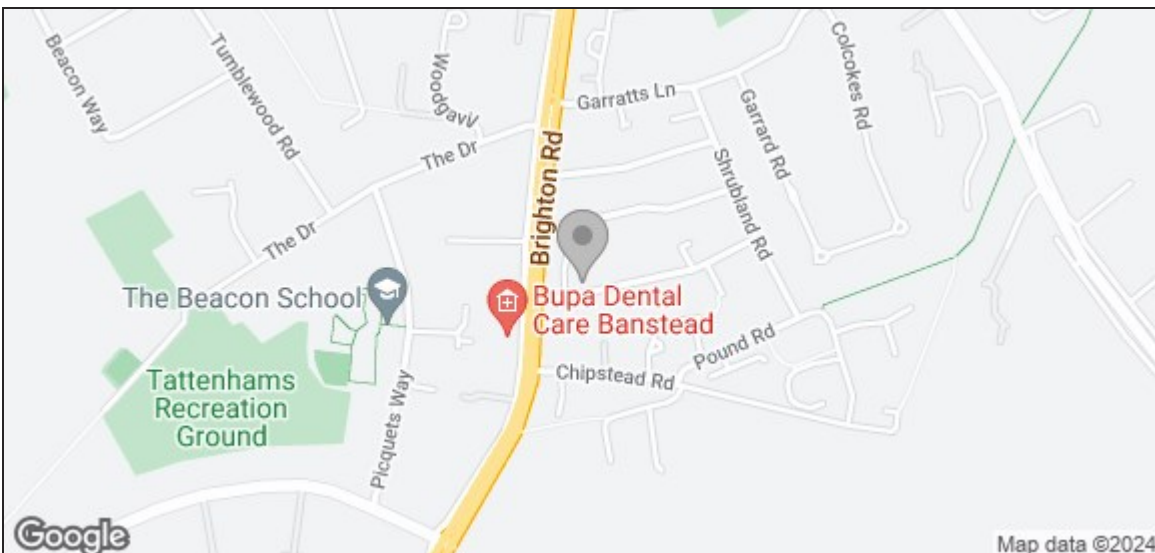 Beacon Way
Tumblewood Rd
Woodgavil
Garratts Ln
Colcokes Rd
Garrard Rd
The Dr
Brighton Rd
Shrubland Rd
The Dr
The Beacon School
Bupa Dental
Care Banstead
Pound Rd
Chipstead Rd
Tattenhams
Recreation
Ground
Picquets Way
Google
Map data ©2024